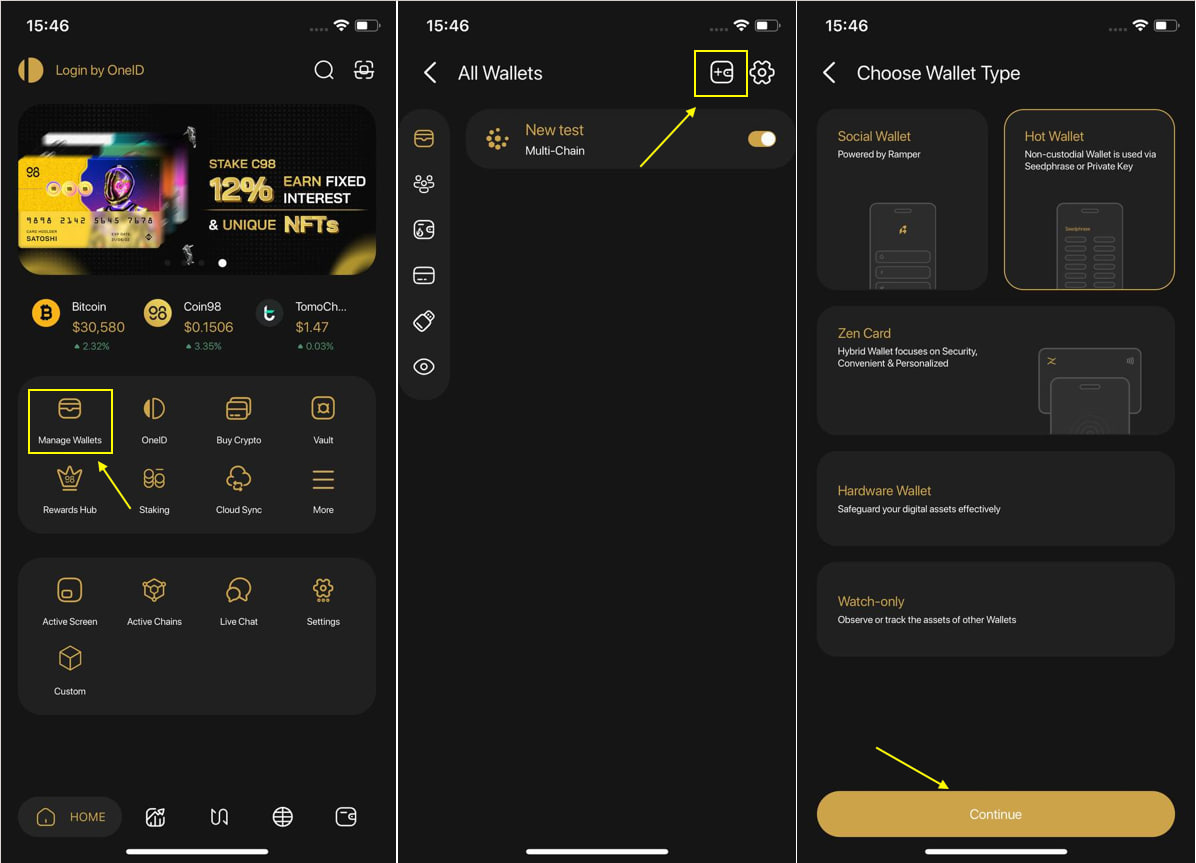 15:46
Login by OneID
STAKE C98
12% EARN FIXED
INTEREST
& UNIQUE NFTs
98
9898 2142 5645 7678
CARD HOLDER
SATOSHI
Bitcoin
$30,580
2.32%
Coin98
$0.1506
3.35%
TomoCh...
$1.47
0.03%
Manage Wallets
OneID
Buy Crypto
Vault
Rewards Hub
Staking
Cloud Sync
More
Active Screen
Active Chains
Live Chat
Settings
Custom
HOME
15:46
All Wallets
New test
Multi-Chain
15:46
Choose Wallet Type
Social Wallet
Powered by Ramper
Hot Wallet
Non-custodial Wallet is used via
Seedphrase or Private Key
Seedphrase
Zen Card
Hybrid Wallet focuses on Security,
Convenient & Personalized
Hardware Wallet
Safeguard your digital assets effectively
Watch-only
Observe or track the assets of other Wallets
Continue